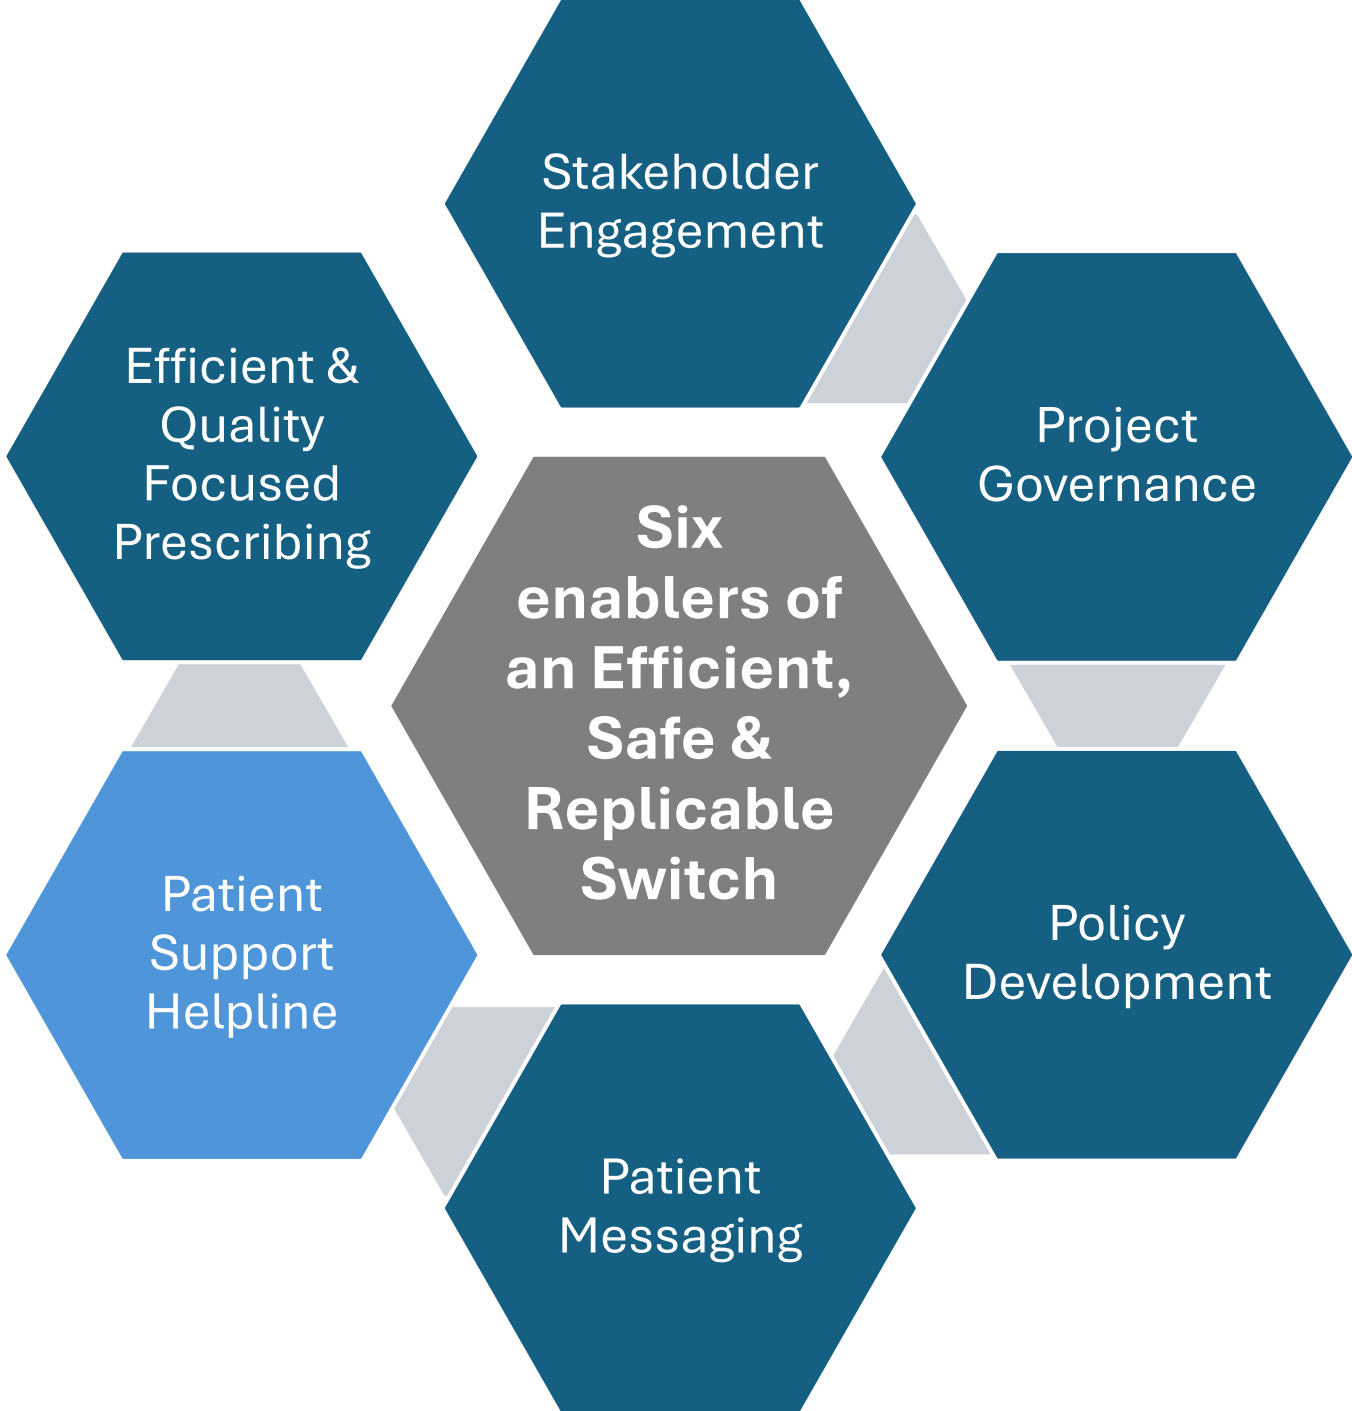 Stakeholder
Engagement
Project
Governance
Policy
Development
Patient
Messaging
Patient
Support
Helpline
Efficient &
Quality
Focused
Prescribing
Six
enablers of
an Efficient,
Safe &
Replicable
Switch